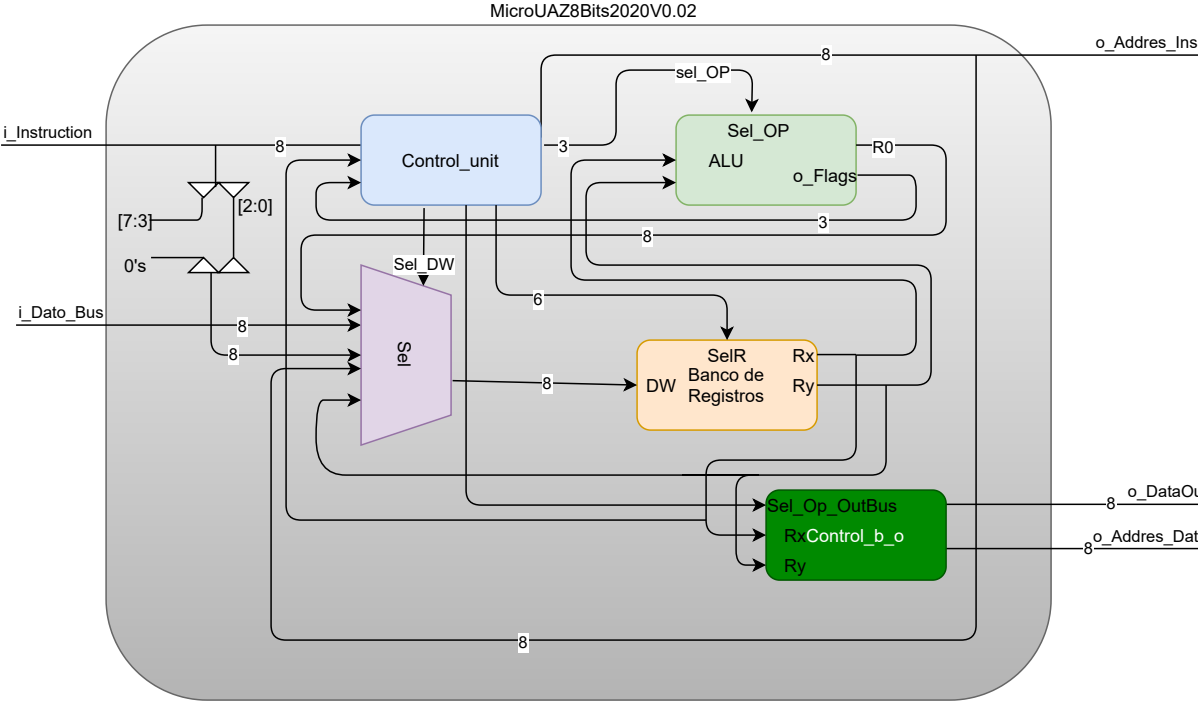 MicroUAZ8Bits2020V0.02
o_Addres_Ins
8
sel_OP
i_Instruction
8
Control_unit
3
Sel_OP
ALU
R0
o_Flags
[7:3]
[2:0]
3
8
0's
Sel_DW
6
i_Dato_Bus
8
8
Sel
8
SelR
DW
Banco de
Registros
Rx
Ry
Sel_Op_OutBus
RxControl_b_o
Ry
8
o_DataOu
8
o_Addres_Dat
8